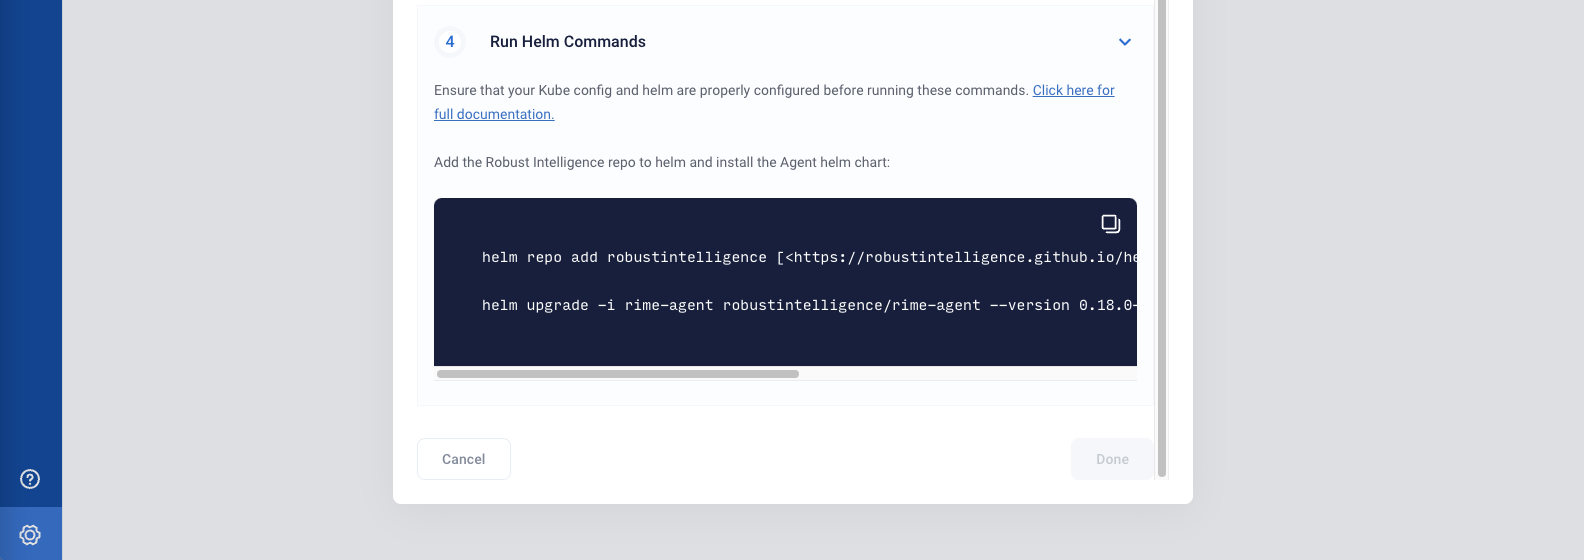 4 Run Helm Commands
Ensure that your Kube config and helm are properly configured before running these commands. Click here for
full documentation.
Add the Robust Intelligence repo to helm and install the Agent helm chart:
helm repo add robustintelligence [<https://robustintelligence.github.io/he
helm upgrade -i rime-agent robustintelligence/rime-agent --version 0.18.0-
Cancel Done